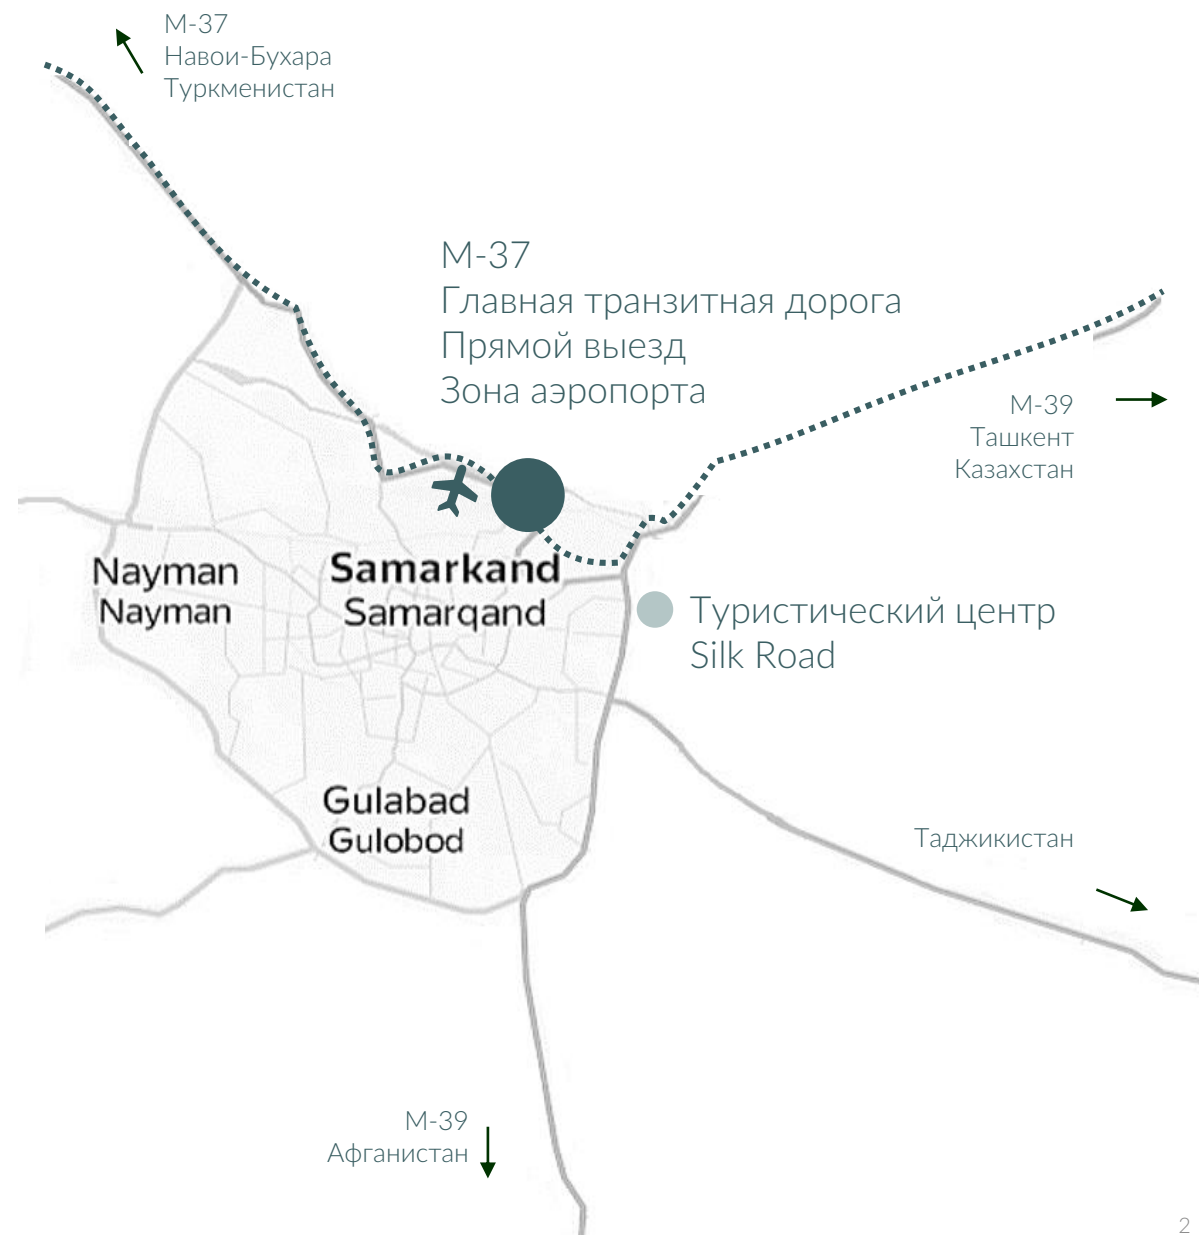 М-37
Навои-Бухара
Туркменистан
М-37
Главная транзитная дорога
Прямой выезд
Зона аэропорта
М-39
Ташкент
Казахстан
Nayman
Nayman
Samarkand
Samarqand
Туристический центр
Silk Road
Gulabad
Gulobod
Таджикистан
М-39
Афганистан
2